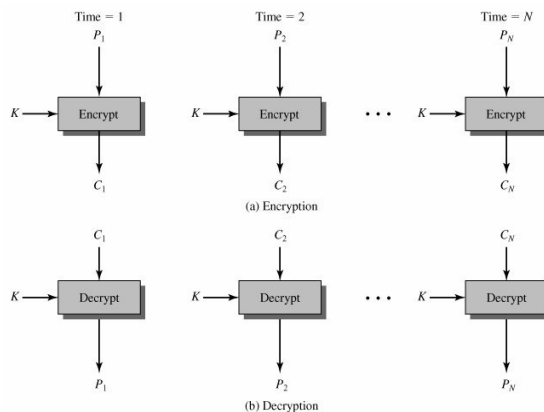 Time = 1 Time = 2 Time = N
P1 P2 PN
K Encrypt K Encrypt • • • K Encrypt
C1 C2 CN
(a) Encryption
C1 C2 CN
K Decrypt K Decrypt • • • K Decrypt
P1 P2 PN
(b) Decryption